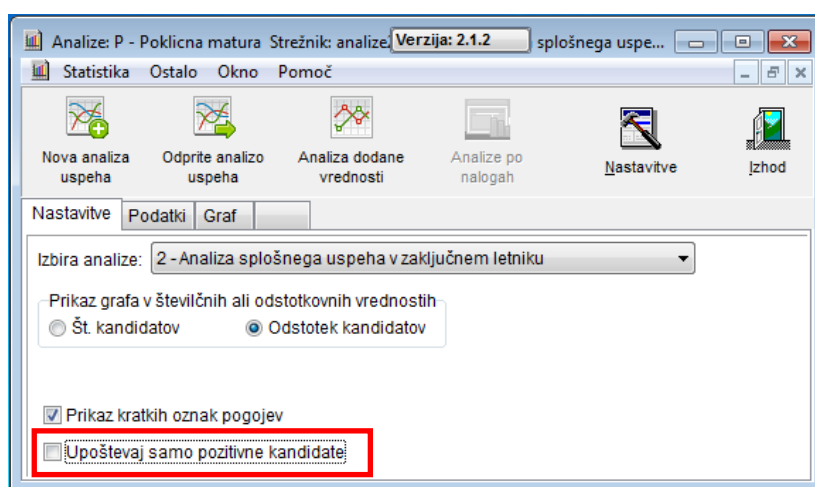 Analize: P - Poklicna matura Strežnik: analize. Verzija: 2.1.2 splošnega uspe...
Statistika Ostalo Okno Pomoč
Nova analiza uspeha
Odprite analizo uspeha
Analiza dodane vrednosti
Analize po nalogah
Nastavitve
Izhod
Nastavitve Podatki Graf
Izbira analize: 2 - Analiza splošnega uspeha v zaključnem letniku
Prikaz grafa v številčnih ali odstotkovnih vrednostih
Št. kandidatov Odstotek kandidatov
Prikaz kratkih oznak pogojev
Upoštevaj samo pozitivne kandidate